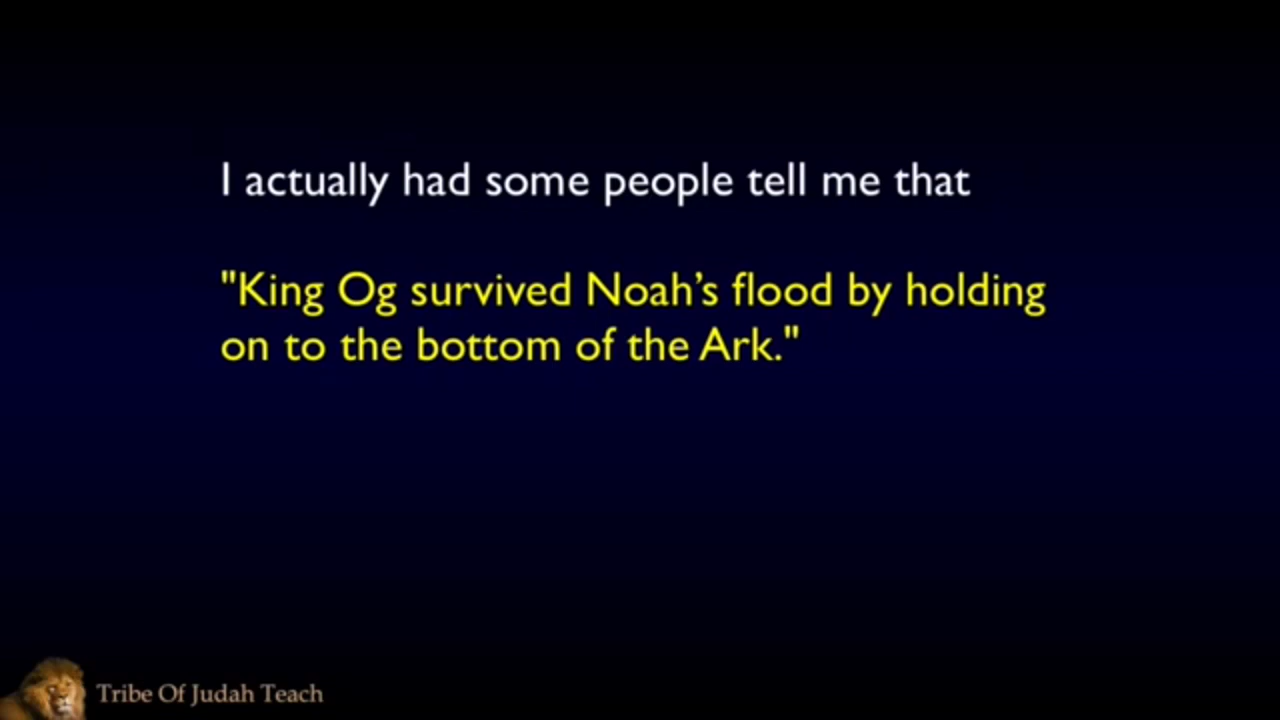 I actually had some people tell me that
"King Og survived Noah’s flood by holding
on to the bottom of the Ark."
Tribe Of Judah Teach